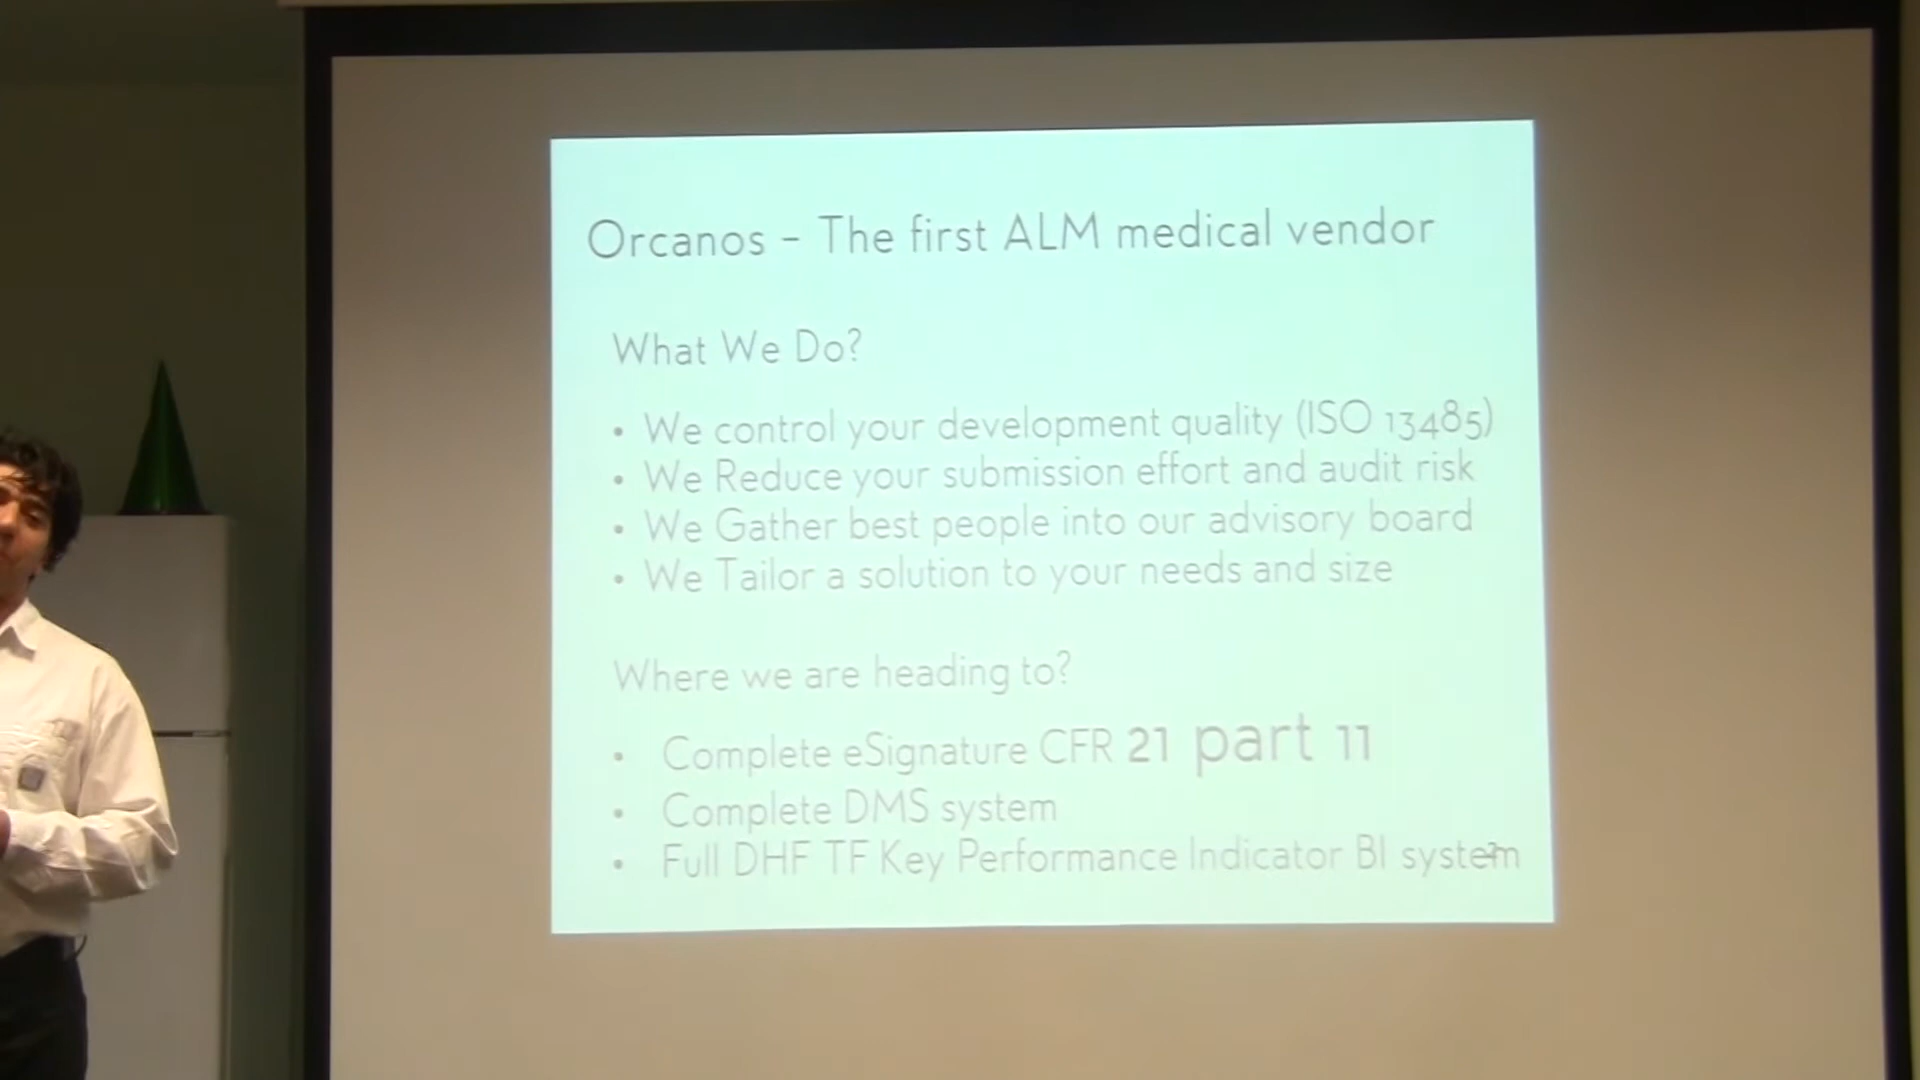 Orcanos - The first ALM medical vendor
What We Do?
• We control your development quality (ISO 13485)
• We Reduce your submission effort and audit risk
• We Gather best people into our advisory board
• We Tailor a solution to your needs and size
Where we are heading to?
• Complete eSignature CFR 21 part 11
• Complete DMS system
• Full DHF TF Key Performance Indicator BI system